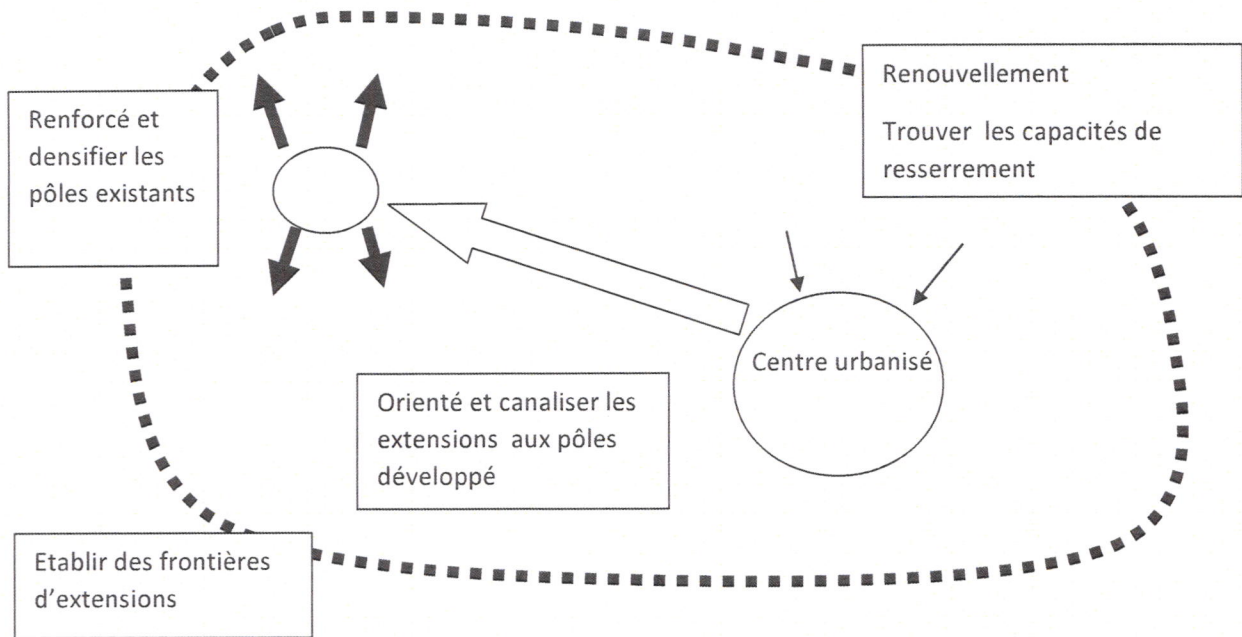 Renouvellement
Trouver les capacités de
resserrement
Renforcé et
densifier les
pôles existants
Centre urbanisé
Orienté et canaliser les
extensions aux pôles
développé
Etablir des frontières
d'extensions